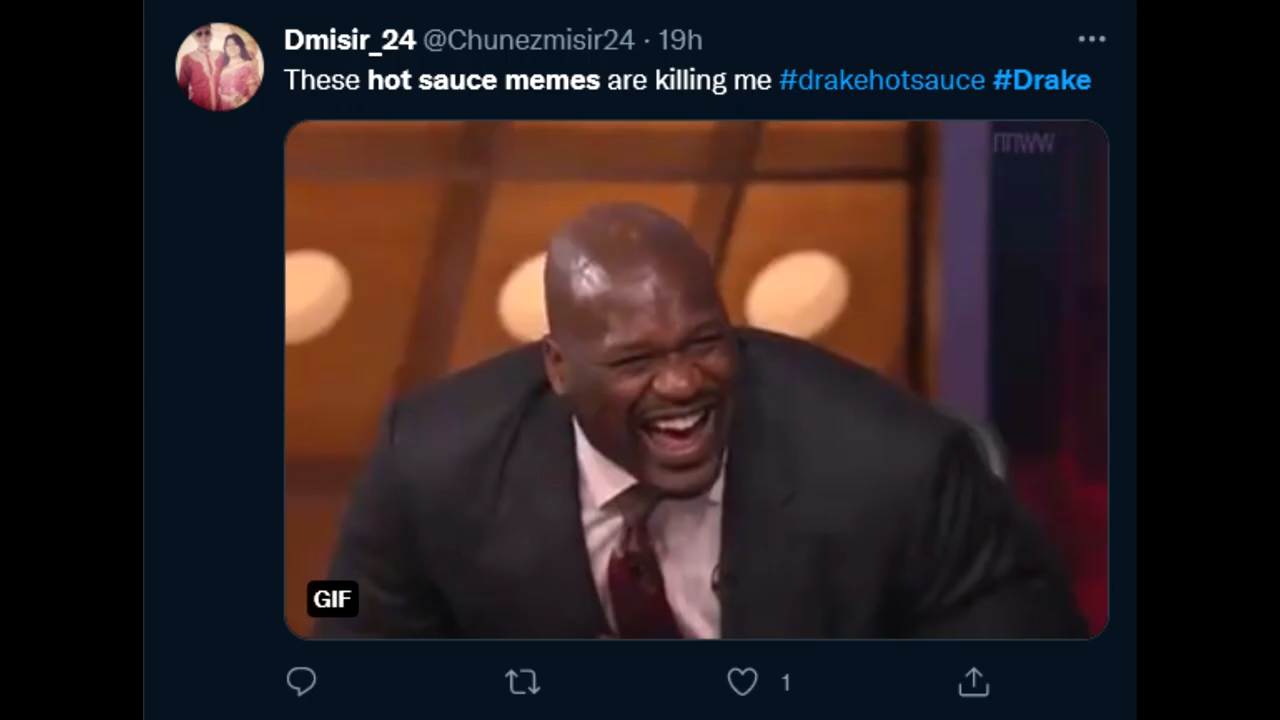 Dmisir_24 @Chunezmisir24 · 19h
These hot sauce memes are killing me #drakehotsauce #Drake
GIF
1